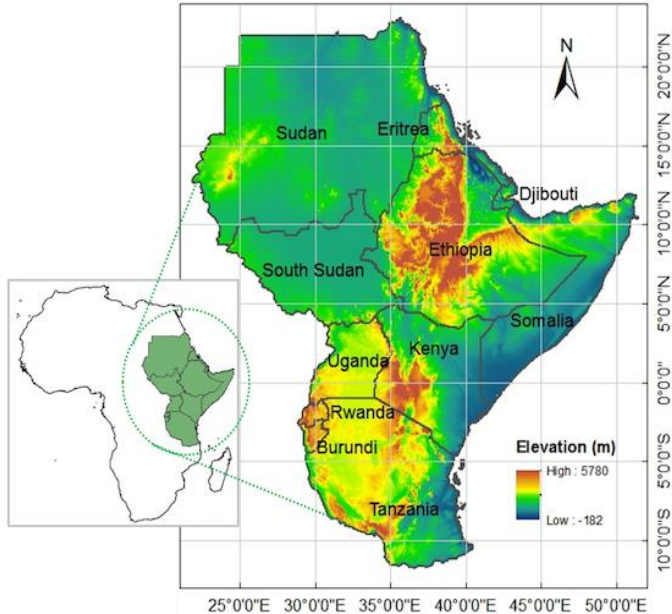 N
Sudan
Eritrea
Djibouti
Ethiopia
South Sudan
Somalia
Uganda
Kenya
Rwanda
Burundi
Tanzania
Elevation (m)
High : 5780
Low : -182
20°0'0"N
15°0'0"N
10°0'0"N
5°0'0"N
0°0'0"
5°0'0"S
10°0'0"S
25°0'0"E 30°0'0"E 35°0'0"E 40°0'0"E 45°0'0"E 50°0'0"E